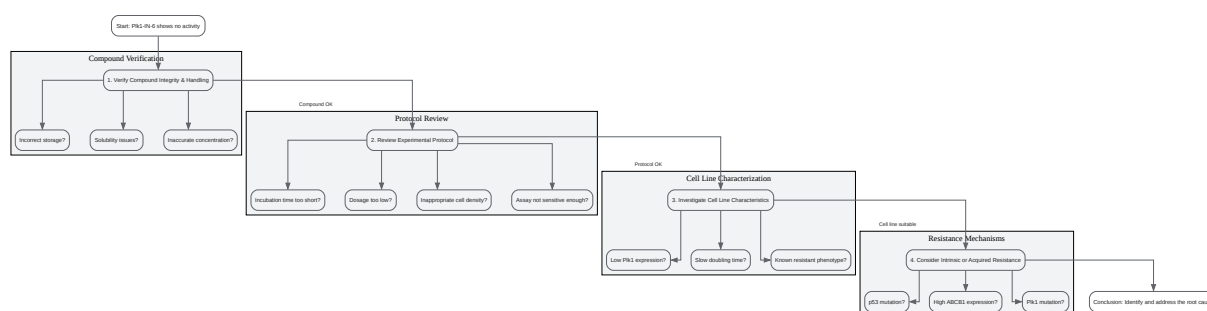 Start: Plk1-IN-6 shows no activity
Compound Verification
1. Verify Compound Integrity & Handling
Incorrect storage?
Solubility issues?
Inaccurate concentration?
Compound OK
Protocol Review
2. Review Experimental Protocol
Incubation time too short?
Dosage too low?
Inappropriate cell density?
Assay not sensitive enough?
Protocol OK
Cell Line Characterization
3. Investigate Cell Line Characteristics
Low Plk1 expression?
Slow doubling time?
Known resistant phenotype?
Cell line suitable
Resistance Mechanisms
4. Consider Intrinsic or Acquired Resistance
p53 mutation?
High ABCB1 expression?
Plk1 mutation?
Conclusion: Identify and address the root cau